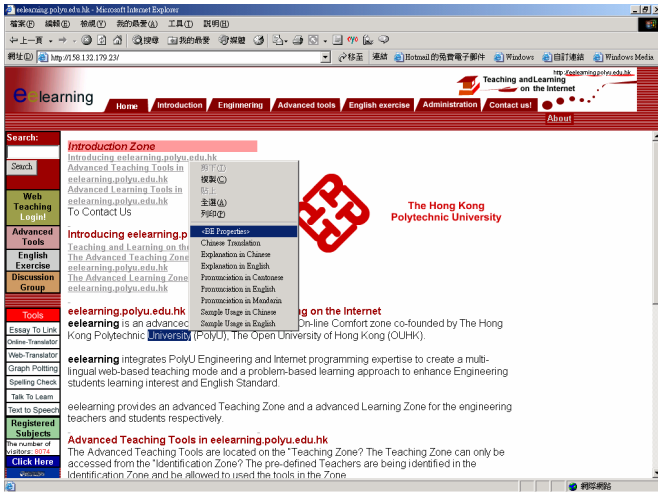 eelearning.polyu.edu.hk - Microsoft Internet Explorer
檔案(F) 編輯(E) 檢視(V) 我的最愛(A) 工具(T) 說明(H)
上一頁 搜尋 我的最愛 媒體
網址(D) http://158.132.179.23/ 移至 連結 Hotmail 的免費電子郵件 Windows 自訂連結 Windows Media
eelearning
Teaching and Learning
on the Internet
http://eelearning.polyu.edu.hk
Home Introduction Enginnering Advanced tools English exercise Administration Contact us!
About
Search:
Search
Web
Teaching
Login!
Advanced
Tools
English
Exercise
Discussion
Group
Tools
Essay To Link
Online-Translator
Web-Translator
Graph Poltting
Spelling Check
Talk To Learn
Text to Speech
Registered
Subjects
The number of
visitors: 8074
Click Here
Introduction Zone
Introducing eelearning.polyu.edu.hk
Advanced Teaching Tools in
eelearning.polyu.edu.hk
Advanced Learning Tools in
eelearning.polyu.edu.hk
To Contact Us
Introducing eelearning.p
Teaching and Learning on the
The Advanced Teaching Zone
eelearning.polyu.edu.hk
The Advanced Learning Zone
eelearning.polyu.edu.hk
剪下(T)
複製(C)
貼上
全選(A)
列印(P)
<BE Properties>
Chinese Translation
Explanation in Chinese
Explanation in English
Pronunciation in Cantonese
Pronunciation in English
Pronunciation in Mandarin
Sample Usage in Chinese
Sample Usage in English
The Hong Kong
Polytechnic University
eelearning.polyu.edu.hk ng on the Internet
eelearning is an advanced On-line Comfort zone co-founded by The Hong
Kong Polytechnic University (PolyU), The Open University of Hong Kong (OUHK).
eelearning integrates PolyU Engineering and Internet programming expertise to create a multi-
lingual web-based teaching mode and a problem-based learning approach to enhance Engineering
students learning interest and English Standard.
eelearning provides an advanced Teaching Zone and a advanced Learning Zone for the engineering
teachers and students respectively.
Advanced Teaching Tools in eelearning.polyu.edu.hk
The Advanced Teaching Tools are located on the "Teaching Zone? The Teaching Zone can only be
accessed from the "Identification Zone? The pre-defined Teachers are being identified in the
Identification Zone and be allowed to used the tools in the Zone
網際網路